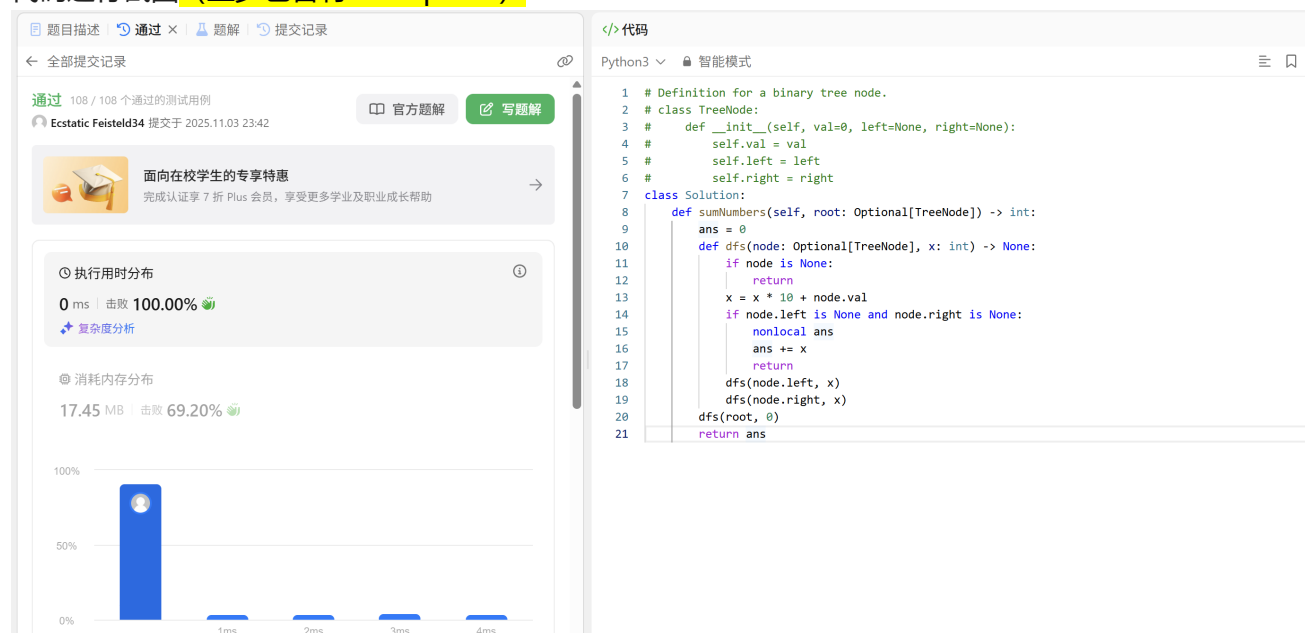 题目描述 通过 × 题解 提交记录
全部提交记录
通过 108 / 108 个通过的测试用例
Ecstatic Feisteld34 提交于 2025.11.03 23:42
官方题解 写题解
面向在校学生的专享特惠
完成认证享 7 折 Plus 会员，享受更多学业及职业成长帮助
执行用时分布
0 ms 击败 100.00%
复杂度分析
消耗内存分布
17.45 MB 击败 69.20%
100%
50%
0%
1ms 2ms 3ms 4ms
</> 代码
Python3 智能模式
1 # Definition for a binary tree node.
2 # class TreeNode:
3 #     def __init__(self, val=0, left=None, right=None):
4 #         self.val = val
5 #         self.left = left
6 #         self.right = right
7 class Solution:
8     def sumNumbers(self, root: Optional[TreeNode]) -> int:
9         ans = 0
10         def dfs(node: Optional[TreeNode], x: int) -> None:
11             if node is None:
12                 return
13             x = x * 10 + node.val
14             if node.left is None and node.right is None:
15                 nonlocal ans
16                 ans += x
17                 return
18             dfs(node.left, x)
19             dfs(node.right, x)
20         dfs(root, 0)
21         return ans